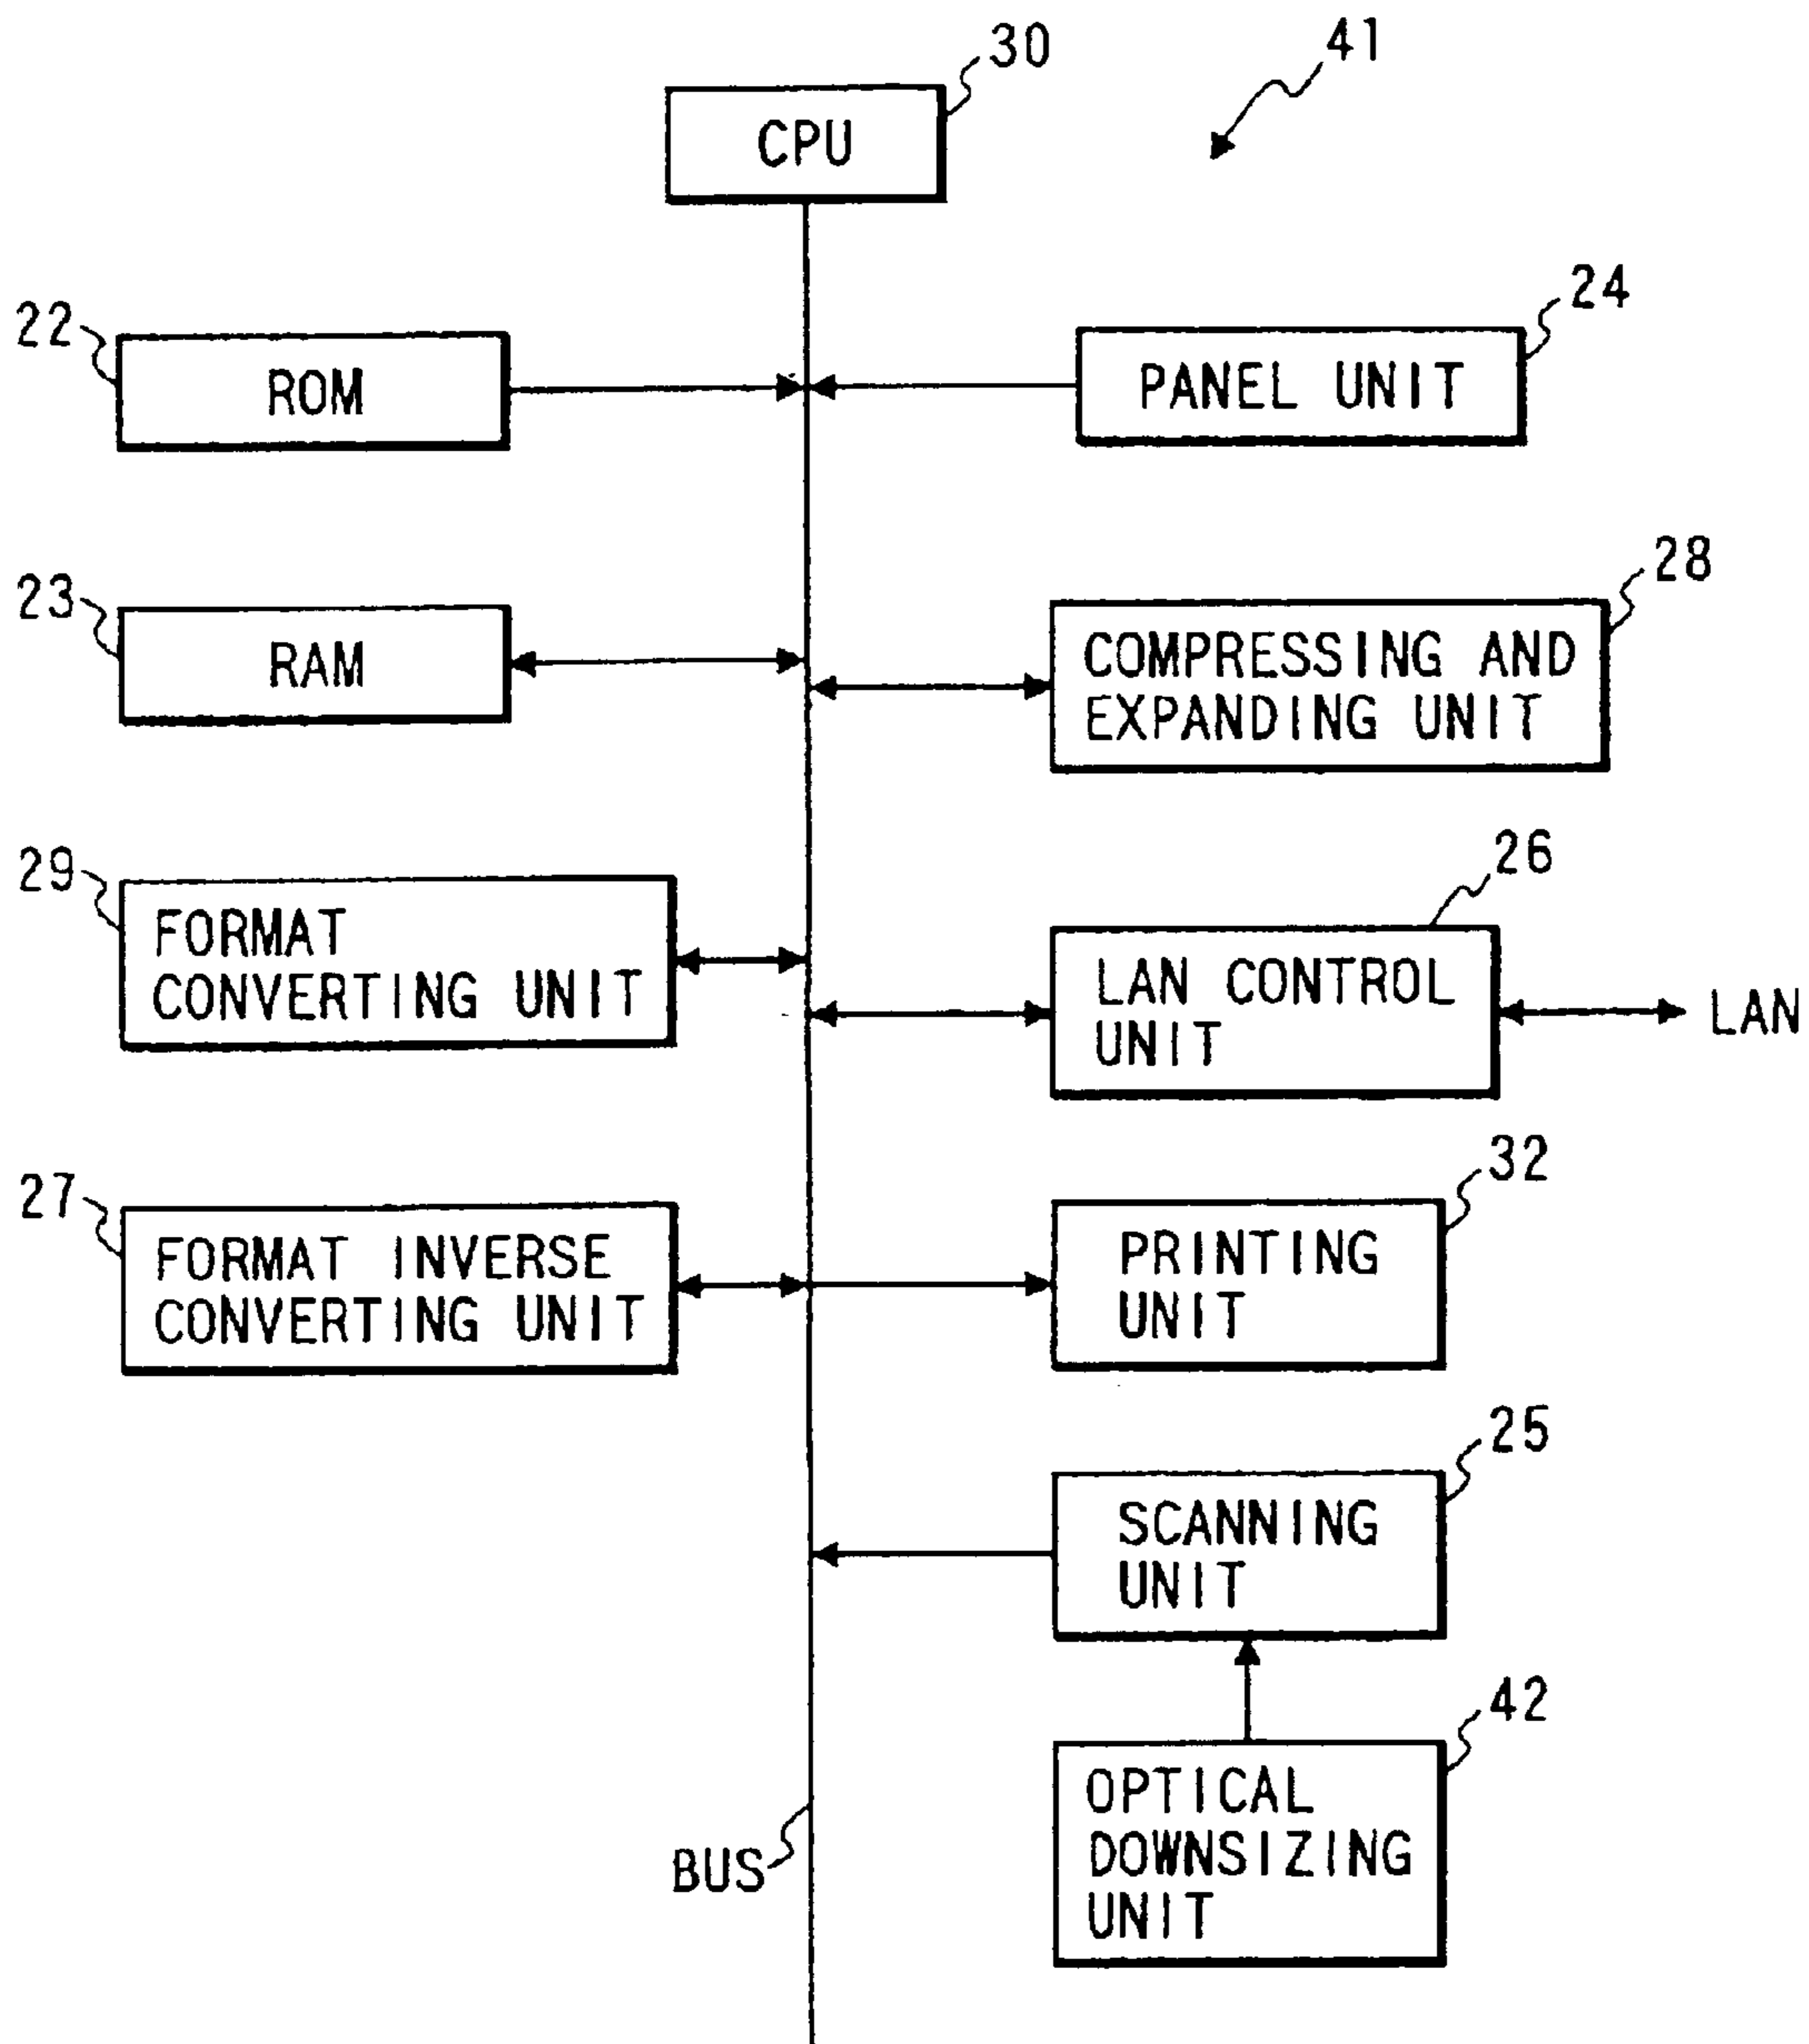 30
41
CPU
22
ROM
24
PANEL UNIT
23
RAM
28
COMPRESSING AND
EXPANDING UNIT
29
FORMAT
CONVERTING UNIT
26
LAN CONTROL
UNIT
LAN
27
FORMAT INVERSE
CONVERTING UNIT
32
PRINTING
UNIT
25
SCANNING
UNIT
42
OPTICAL
DOWNSIZING
UNIT
BUS